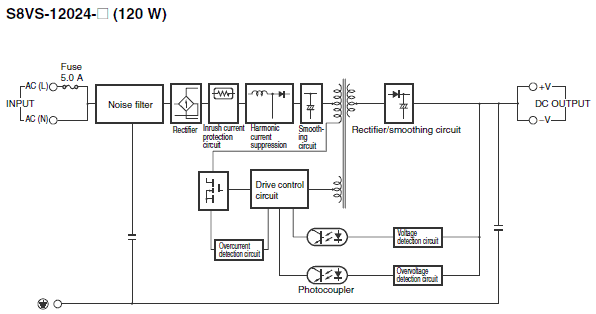 S8VS-12024-□ (120 W)
Fuse
5.0 A
AC (L)
INPUT
AC (N)
Noise filter
Rectifier
Inrush current
protection
circuit
Harmonic
current
suppression
Smooth-
ing
circuit
Rectifier/smoothing circuit
+V
DC OUTPUT
−V
Drive control
circuit
Overcurrent
detection circuit
Voltage
detection circuit
Overvoltage
detection circuit
Photocoupler